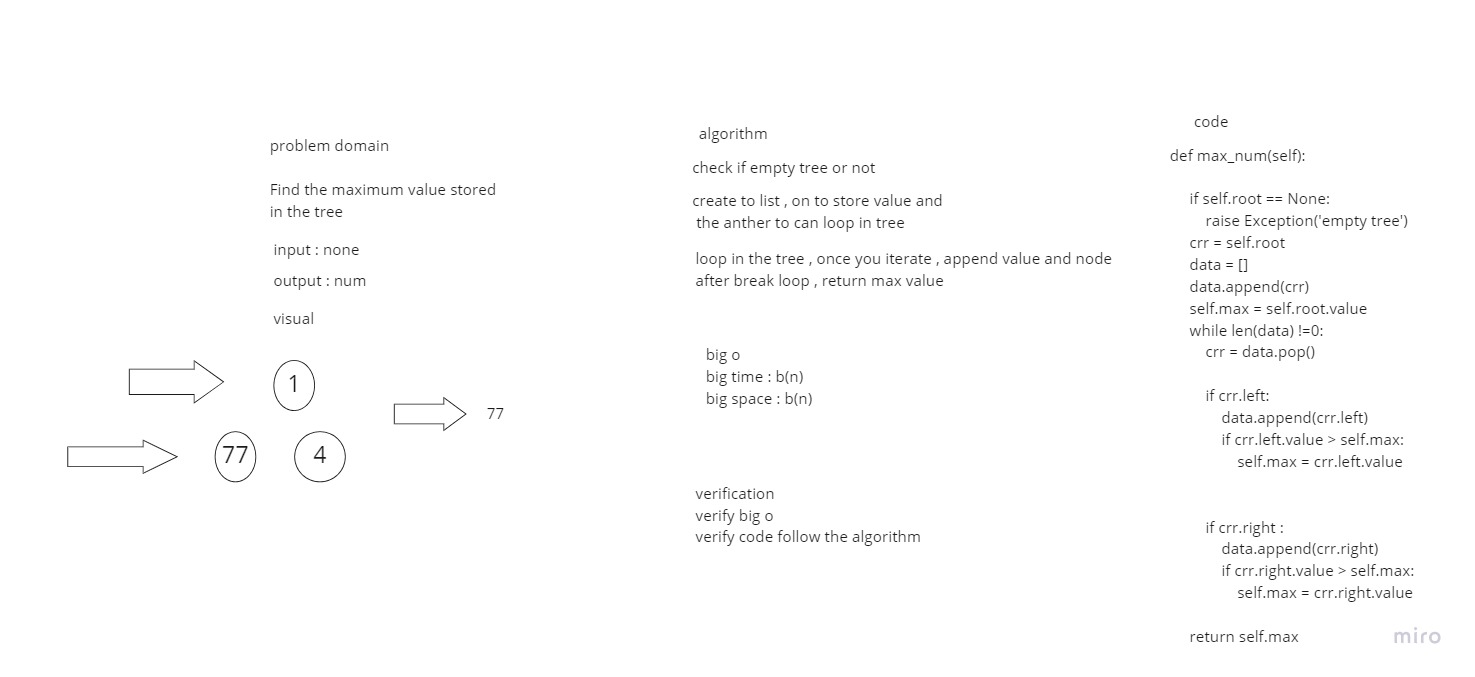 problem domain
Find the maximum value stored
in the tree
input : none
output : num
visual
1
77
4
77
algorithm
check if empty tree or not
create to list , on to store value and
the anther to can loop in tree
loop in the tree , once you iterate , append value and node
after break loop , return max value
big o
big time : b(n)
big space : b(n)
verification
verify big o
verify code follow the algorithm
code
def max_num(self):
if self.root == None:
raise Exception('empty tree')
crr = self.root
data = []
data.append(crr)
self.max = self.root.value
while len(data) !=0:
crr = data.pop()
if crr.left:
data.append(crr.left)
if crr.left.value > self.max:
self.max = crr.left.value
if crr.right :
data.append(crr.right)
if crr.right.value > self.max:
self.max = crr.right.value
return self.max
miro